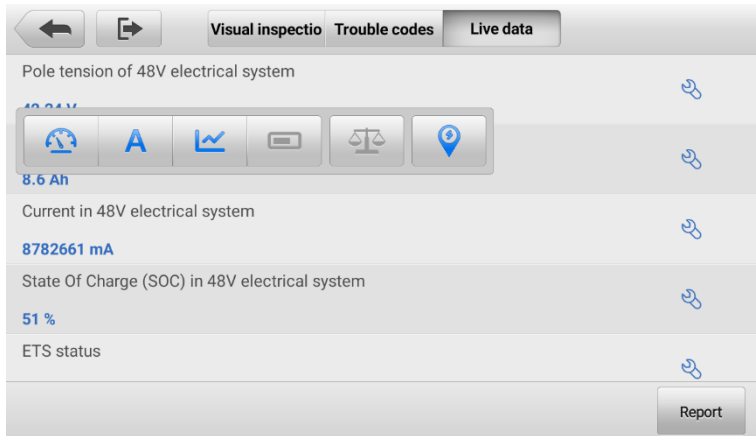 Visual inspectio Trouble codes Live data
Pole tension of 48V electrical system
A
8.6 Ah
Current in 48V electrical system
8782661 mA
State Of Charge (SOC) in 48V electrical system
51 %
ETS status
Report